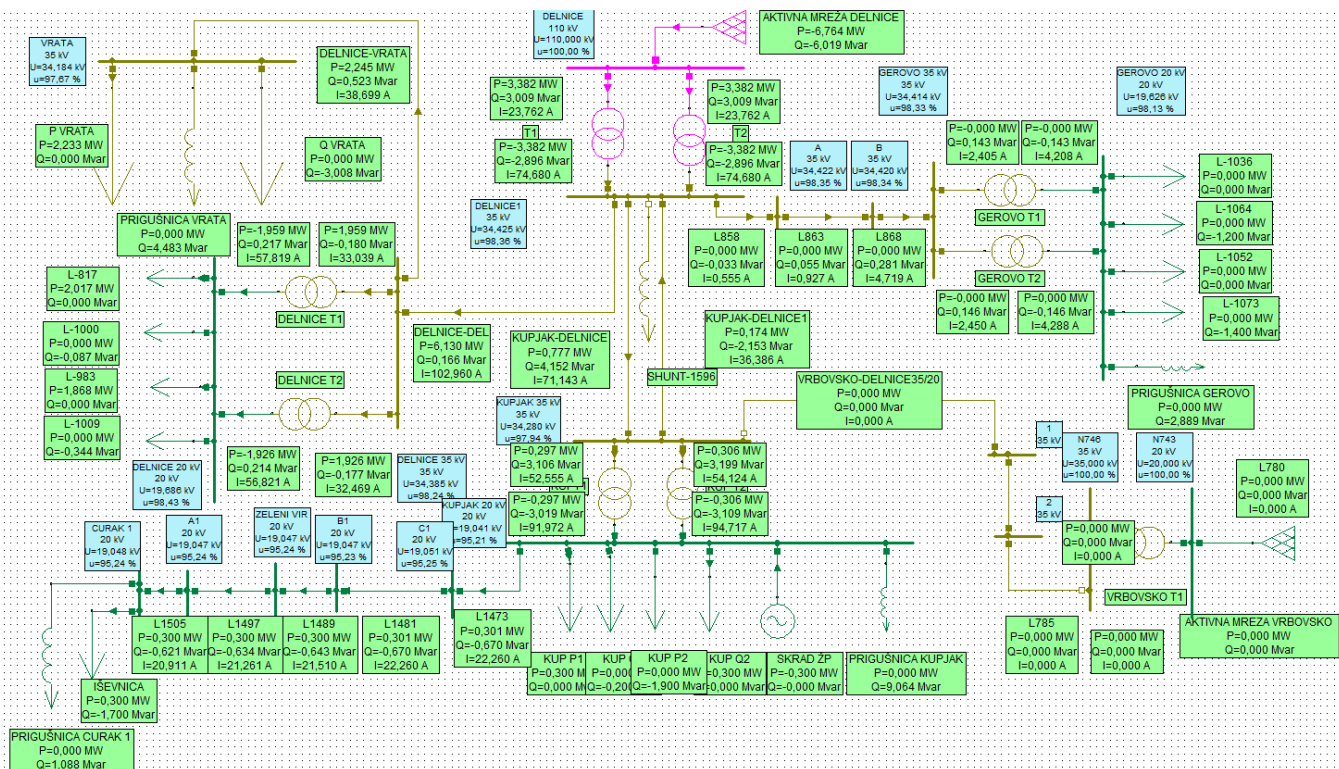 VRATA
35 kV
U=34,184 kV
u=97,67 %
DELNICE-VRATA
P=2,245 MW
Q=0,523 Mvar
I=38,699 A
DELNICE
110 kV
U=110,000 kV
u=100,00 %
AKTIVNA MREŽA DELNICE
P=-6,764 MW
Q=-6,019 Mvar
P=3,382 MW
Q=3,009 Mvar
I=23,762 A
T1
P=-3,382 MW
Q=-2,896 Mvar
I=74,680 A
P=3,382 MW
Q=3,009 Mvar
I=23,762 A
T2
P=-3,382 MW
Q=-2,896 Mvar
I=74,680 A
GEROVO 35 kV
35 kV
U=34,414 kV
u=98,33 %
GEROVO 20 kV
20 kV
U=19,626 kV
u=98,13 %
P VRATA
P=2,233 MW
Q=0,000 Mvar
Q VRATA
P=0,000 MW
Q=-3,008 Mvar
A
35 kV
U=34,422 kV
u=98,35 %
B
35 kV
U=34,420 kV
u=98,34 %
P=-0,000 MW
Q=0,143 Mvar
I=2,405 A
P=-0,000 MW
Q=-0,143 Mvar
I=4,208 A
GEROVO T1
L-1036
P=0,000 MW
Q=0,000 Mvar
L-1064
P=0,000 MW
Q=-1,200 Mvar
L-1052
P=0,000 MW
Q=0,000 Mvar
L-1073
P=0,000 MW
Q=-1,400 Mvar
PRIGUŠNICA VRATA
P=0,000 MW
Q=4,483 Mvar
P=-1,959 MW
Q=0,217 Mvar
I=57,819 A
P=1,959 MW
Q=-0,180 Mvar
I=33,039 A
DELNICE1
35 kV
U=34,425 kV
u=98,36 %
L858
P=0,000 MW
Q=-0,033 Mvar
I=0,555 A
L863
P=0,000 MW
Q=0,055 Mvar
I=0,927 A
L868
P=0,000 MW
Q=0,281 Mvar
I=4,719 A
GEROVO T2
P=-0,000 MW
Q=0,146 Mvar
I=2,450 A
P=0,000 MW
Q=-0,146 Mvar
I=4,288 A
L-817
P=2,017 MW
Q=0,000 Mvar
L-1000
P=0,000 MW
Q=-0,087 Mvar
L-983
P=1,868 MW
Q=0,000 Mvar
L-1009
P=0,000 MW
Q=-0,344 Mvar
DELNICE T1
DELNICE T2
DELNICE-DEL
P=6,130 MW
Q=0,166 Mvar
I=102,960 A
KUPJAK-DELNICE
P=0,777 MW
Q=4,152 Mvar
I=71,143 A
KUPJAK-DELNICE1
P=0,174 MW
Q=-2,153 Mvar
I=36,386 A
SHUNT-1596
VRBOVSKO-DELNICE35/20
P=0,000 MW
Q=0,000 Mvar
I=0,000 A
PRIGUŠNICA GEROVO
P=0,000 MW
Q=2,889 Mvar
DELNICE 20 kV
20 kV
U=19,686 kV
u=98,43 %
P=-1,926 MW
Q=0,214 Mvar
I=56,821 A
P=1,926 MW
Q=-0,177 Mvar
I=32,469 A
DELNICE 35 kV
35 kV
U=34,385 kV
u=98,24 %
KUPJAK 35 kV
35 kV
U=34,280 kV
u=97,94 %
P=0,297 MW
Q=3,106 Mvar
I=52,555 A
P=-0,297 MW
Q=-3,019 Mvar
I=91,972 A
P=0,306 MW
Q=3,199 Mvar
I=54,124 A
P=-0,306 MW
Q=-3,109 Mvar
I=94,717 A
1
35 kV
N746
35 kV
U=35,000 kV
u=100,00 %
N743
20 kV
U=20,000 kV
u=100,00 %
L780
P=0,000 MW
Q=0,000 Mvar
I=0,000 A
2
35 kV
P=0,000 MW
Q=0,000 Mvar
I=0,000 A
VRBOVSKO T1
CURAK 1
20 kV
U=19,048 kV
u=95,24 %
A1
20 kV
U=19,047 kV
u=95,24 %
ZELENI VIR
20 kV
U=19,047 kV
u=95,24 %
B1
20 kV
U=19,047 kV
u=95,23 %
C1
20 kV
U=19,051 kV
u=95,25 %
KUPJAK 20 kV
20 kV
U=19,041 kV
u=95,21 %
L1505
P=0,300 MW
Q=-0,621 Mvar
I=20,911 A
L1497
P=0,300 MW
Q=-0,634 Mvar
I=21,261 A
L1489
P=0,300 MW
Q=-0,643 Mvar
I=21,510 A
L1481
P=0,301 MW
Q=-0,670 Mvar
I=22,260 A
L1473
P=0,301 MW
Q=-0,670 Mvar
I=22,260 A
KUP P1
P=0,300 M
Q=0,000 M
KUP
P=0,000
Q=-0,200
KUP P2
P=0,000 MW
Q=-1,900 Mvar
KUP Q2
=0,300 MW
=0,000 Mvar
SKRAD ŽP
P=-0,300 MW
Q=-0,000 Mvar
PRIGUŠNICA KUPJAK
P=0,000 MW
Q=9,064 Mvar
L785
P=0,000 MW
Q=0,000 Mvar
I=0,000 A
P=0,000 MW
Q=0,000 Mvar
I=0,000 A
AKTIVNA MREZA VRBOVSKO
P=0,000 MW
Q=0,000 Mvar
IŠEVNICA
P=0,300 MW
Q=-1,700 Mvar
PRIGUŠNICA CURAK 1
P=0,000 MW
Q=1,088 Mvar